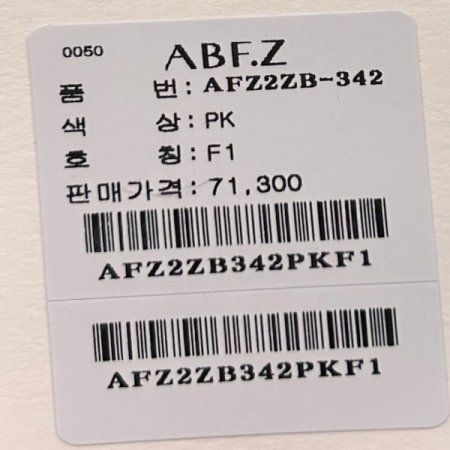 0050 ABF.Z
품 번 : AFZ2ZB-342
색 상 : PK
호 칭 : F1
판매가격 : 71,300
AFZ2ZB342PKF1
AFZ2ZB342PKF1